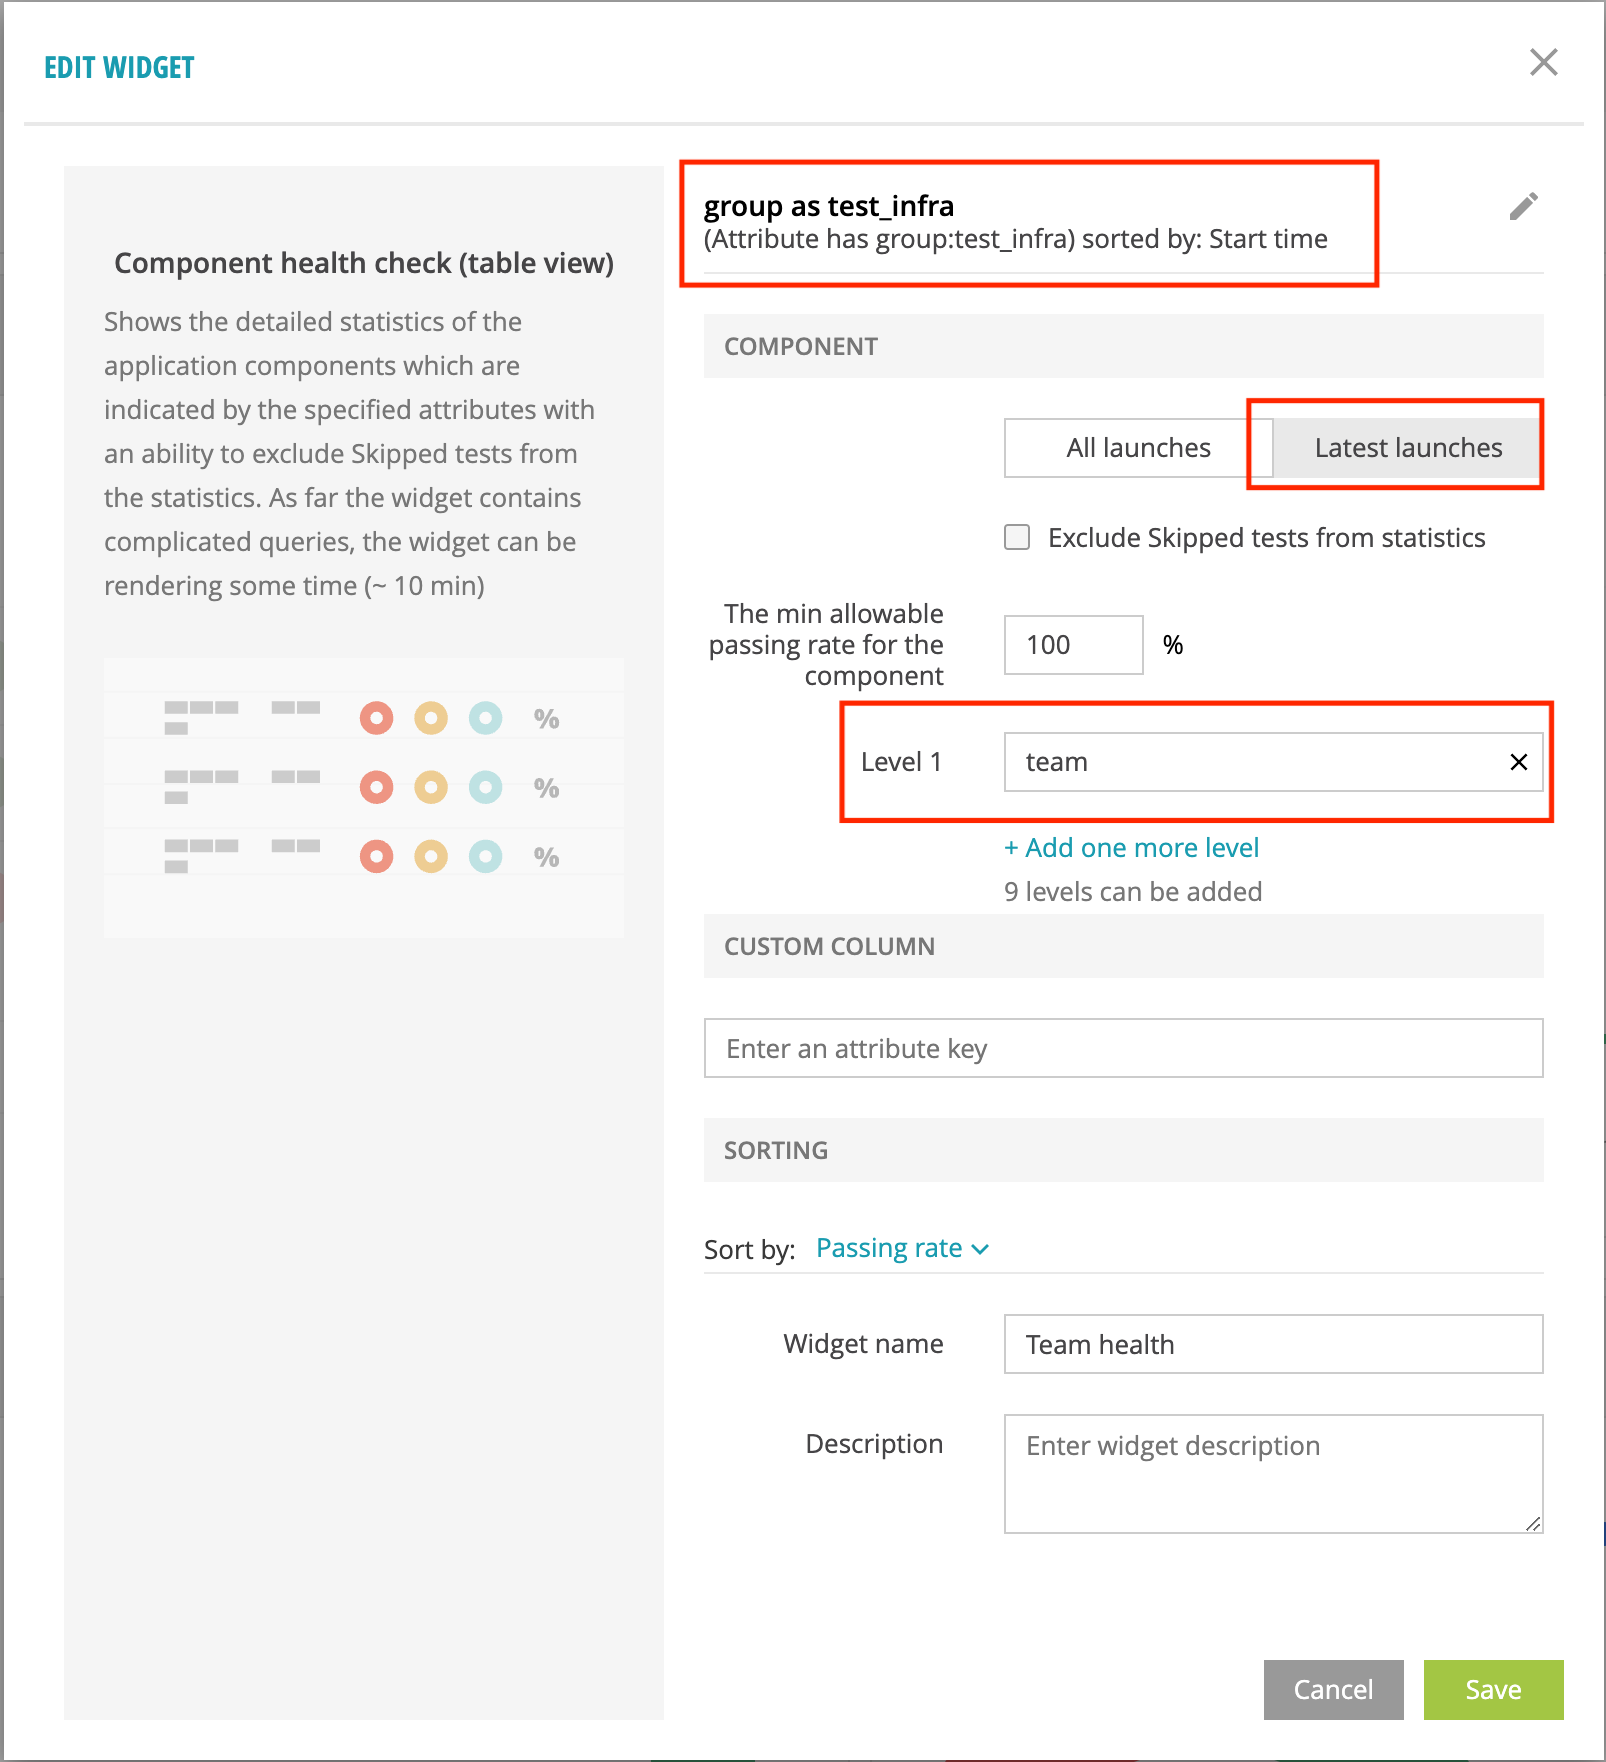 EDIT WIDGET
Component health check (table view)
Shows the detailed statistics of the
application components which are
indicated by the specified attributes with
an ability to exclude Skipped tests from
the statistics. As far the widget contains
complicated queries, the widget can be
rendering some time (~ 10 min)
%
%
%
group as test_infra
(Attribute has group:test_infra) sorted by: Start time
COMPONENT
All launches
Latest launches
Exclude Skipped tests from statistics
The min allowable
passing rate for the
component
100 %
Level 1 team
+ Add one more level
9 levels can be added
CUSTOM COLUMN
Enter an attribute key
SORTING
Sort by: Passing rate
Widget name Team health
Description Enter widget description
Cancel Save